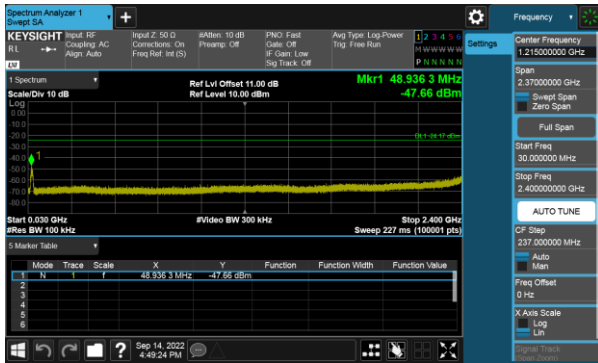 Spectrum Analyzer 1
Swept SA
+
Frequency
KEYSIGHT
RL
Input: RF
Coupling: AC
Align: Auto
Input Z: 50 Ω
Corrections: On
Freq Ref: Int (S)
#Atten: 10 dB
Preamp: Off
PNO: Fast
Gate: Off
IF Gain: Low
Sig Track: Off
Avg Type: Log-Power
Trig: Free Run
1 2 3 4 5 6
M W W W W W
P N N N N N
LXI
Settings
Center Frequency
1.215000000 GHz
Span
2.37000000 GHz
Swept Span
Zero Span
Full Span
Start Freq
30.000000 MHz
Stop Freq
2.400000000 GHz
AUTO TUNE
CF Step
237.000000 MHz
Auto
Man
Freq Offset
0 Hz
X Axis Scale
Log
Lin
Signal Track
(Span Zoom)
1 Spectrum
Scale/Div 10 dB
Ref Lvl Offset 11.00 dB
Ref Level 10.00 dBm
Mkr1 48.936 3 MHz
-47.66 dBm
Log
0.00
-10.0
-20.0
-30.0
-40.0
-50.0
-60.0
-70.0
-80.0
1
DL1 -24.17 dBm
Start 0.030 GHz
#Res BW 100 kHz
#Video BW 300 kHz
Stop 2.400 GHz
Sweep 227 ms (100001 pts)
5 Marker Table
Mode Trace Scale X Y Function Function Width Function Value
1 N 1 f 48.936 3 MHz -47.66 dBm
2
3
4
5
6
?
Sep 14, 2022
4:49:24 PM